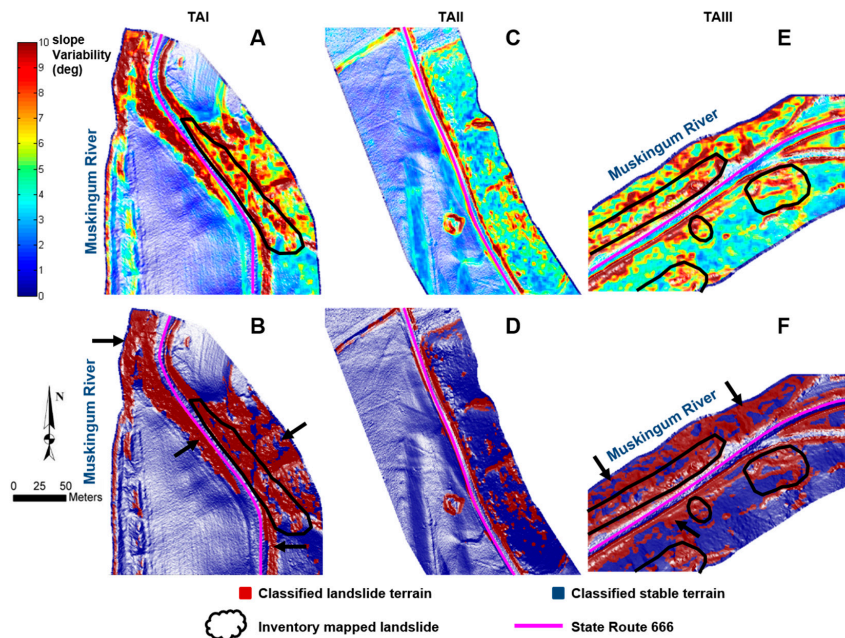 TAI
TAII
TAIII
slope
Variability
(deg)
10
9
8
7
6
5
4
3
2
1
0
A
C
E
Muskingum River
Muskingum River
B
D
F
Muskingum River
Muskingum River
N
0 25 50
Meters
Classified landslide terrain
Classified stable terrain
Inventory mapped landslide
State Route 666